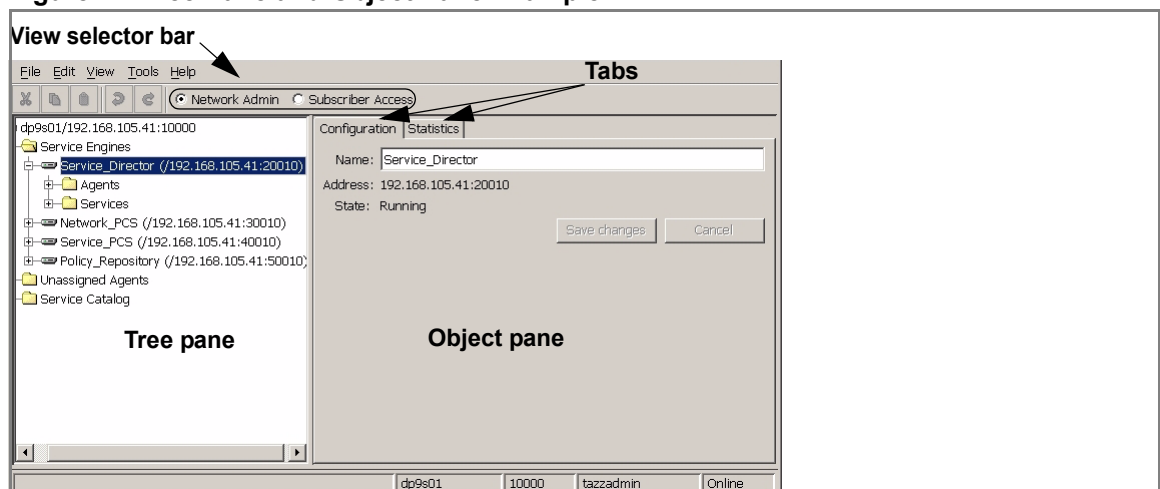 View selector bar
File Edit View Tools Help
Tabs
Network Admin Subscriber Access
dp9s01/192.168.105.41:10000
Service Engines
Service_Director (/192.168.105.41:20010)
Agents
Services
Network_PCS (/192.168.105.41:30010)
Service_PCS (/192.168.105.41:40010)
Policy_Repository (/192.168.105.41:50010)
Unassigned Agents
Service Catalog
Tree pane
Configuration Statistics
Name: Service_Director
Address: 192.168.105.41:20010
State: Running
Save changes Cancel
Object pane
dp9s01 10000 tazzadmin Online